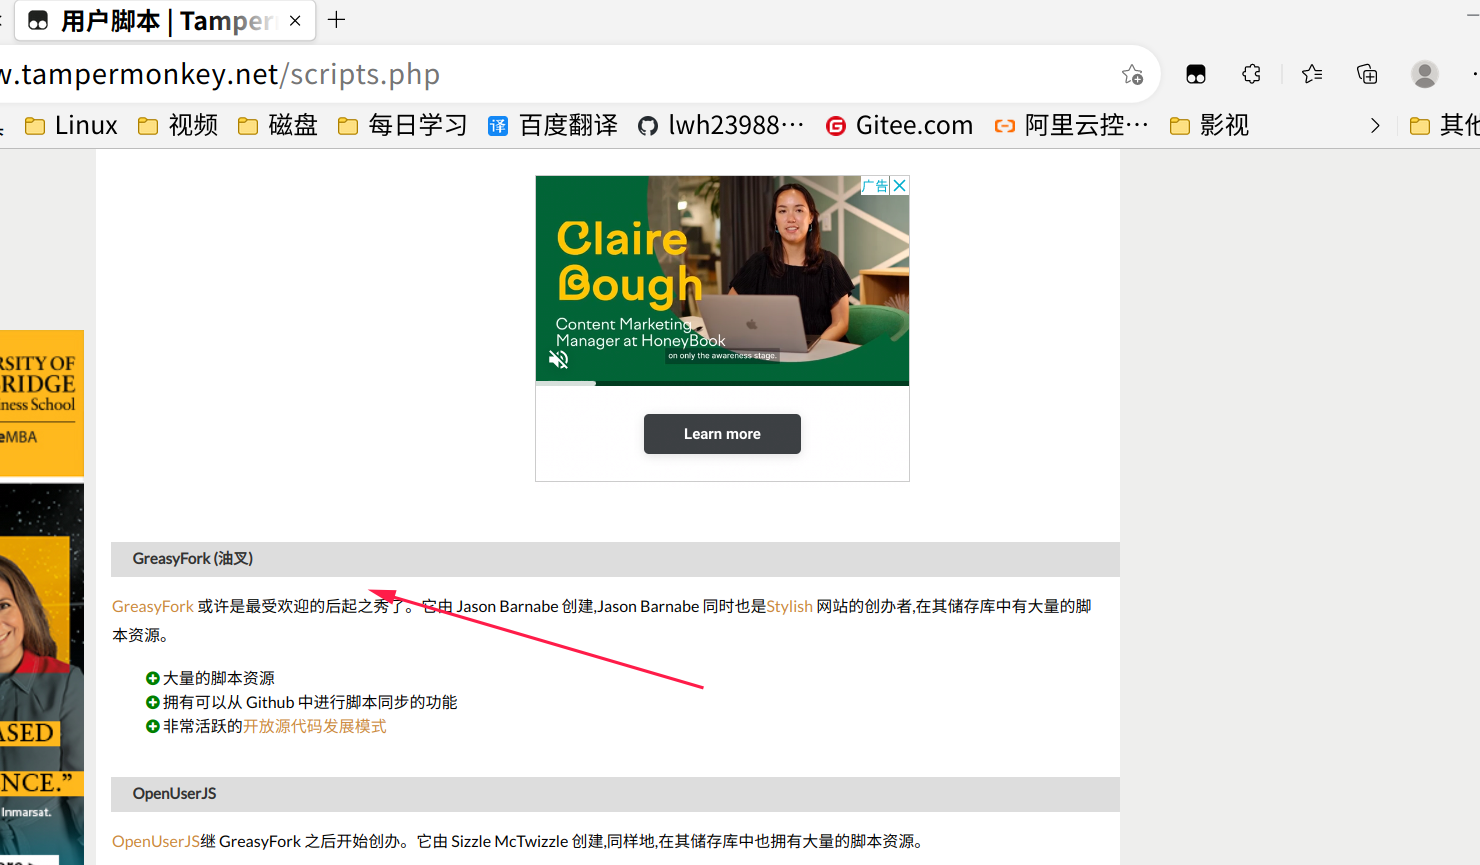 用户脚本 | Tamper
w.tampermonkey.net/scripts.php
Linux 视频 磁盘 每日学习 译 百度翻译 lwh23988… Gitee.com 阿里云控… 影视
广告
Claire
Bough
Content Marketing
Manager at HoneyBook
on only the awareness stage.
Learn more
RSITY OF
BRIDGE
iness School
eMBA
ASED
NCE.”
Inmarsat.
GreasyFork (油叉)
GreasyFork 或许是最受欢迎的后起之秀了。它由 Jason Barnabe 创建,Jason Barnabe 同时也是Stylish 网站的创办者,在其储存库中有大量的脚
本资源。
大量的脚本资源
拥有可以从 Github 中进行脚本同步的功能
非常活跃的开放源代码发展模式
OpenUserJS
OpenUserJS继 GreasyFork 之后开始创办。它由 Sizzle McTwizzle 创建,同样地,在其储存库中也拥有大量的脚本资源。